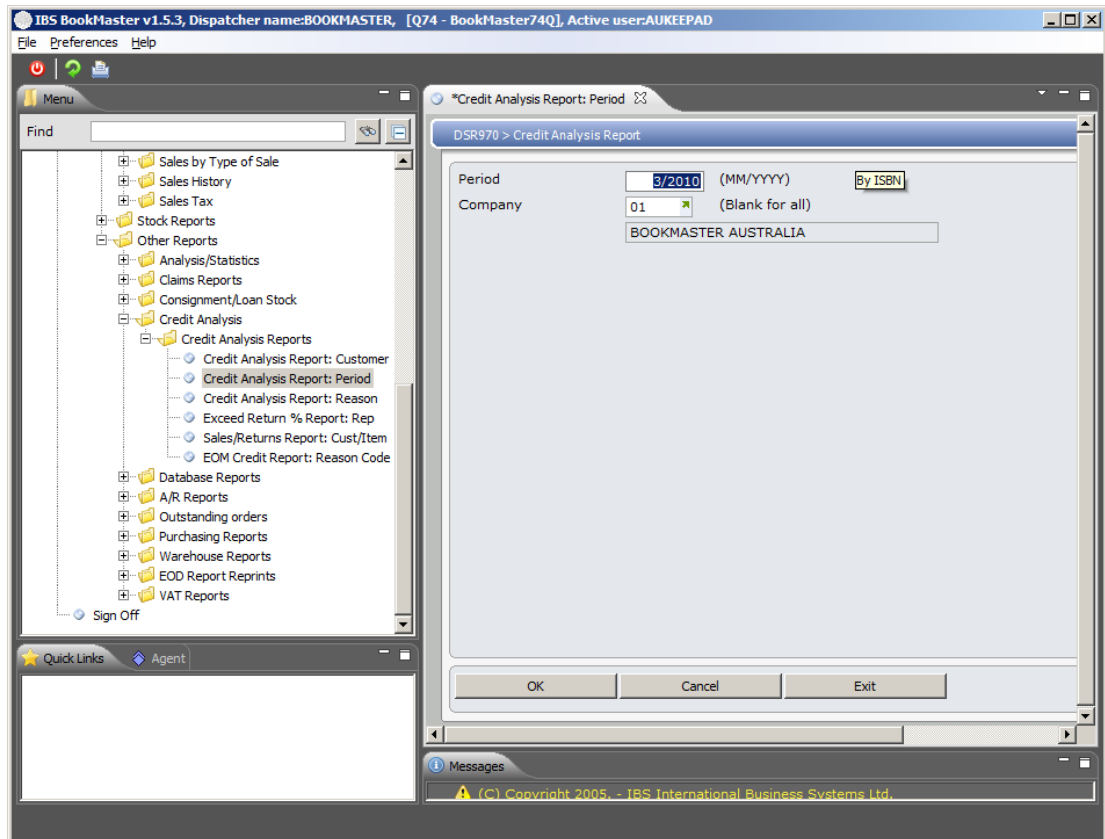 IBS BookMaster v1.5.3, Dispatcher name:BOOKMASTER, [Q74 - BookMaster74Q], Active user:AUKEEPAD
File Preferences Help
Menu
Find
Sales by Type of Sale
Sales History
Sales Tax
Stock Reports
Other Reports
Analysis/Statistics
Claims Reports
Consignment/Loan Stock
Credit Analysis
Credit Analysis Reports
Credit Analysis Report: Customer
Credit Analysis Report: Period
Credit Analysis Report: Reason
Exceed Return % Report: Rep
Sales/Returns Report: Cust/Item
EOM Credit Report: Reason Code
Database Reports
A/R Reports
Outstanding orders
Purchasing Reports
Warehouse Reports
EOD Report Reprints
VAT Reports
Sign Off
Quick Links Agent
*Credit Analysis Report: Period
DSR970 > Credit Analysis Report
Period 3/2010 (MM/YYYY) By ISBN
Company 01 (Blank for all)
BOOKMASTER AUSTRALIA
OK Cancel Exit
Messages
(C) Copyright 2005. - IBS International Business Systems Ltd.